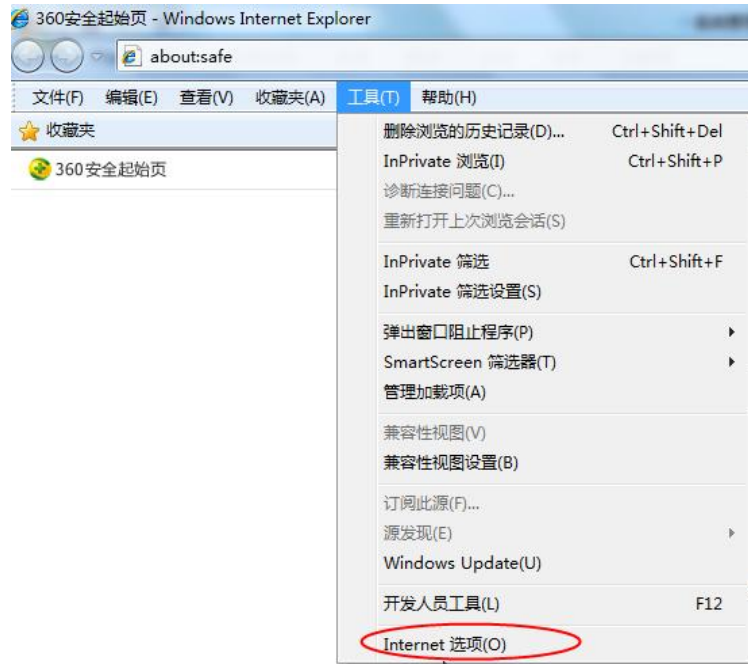 360安全起始页 - Windows Internet Explorer
about:safe
文件(F) 编辑(E) 查看(V) 收藏夹(A) 工具(T) 帮助(H)
收藏夹
360安全起始页
删除浏览的历史记录(D)... Ctrl+Shift+Del
InPrivate 浏览(I) Ctrl+Shift+P
诊断连接问题(C)...
重新打开上次浏览会话(S)
InPrivate 筛选 Ctrl+Shift+F
InPrivate 筛选设置(S)
弹出窗口阻止程序(P)
SmartScreen 筛选器(T)
管理加载项(A)
兼容性视图(V)
兼容性视图设置(B)
订阅此源(F)...
源发现(E)
Windows Update(U)
开发人员工具(L) F12
Internet 选项(O)